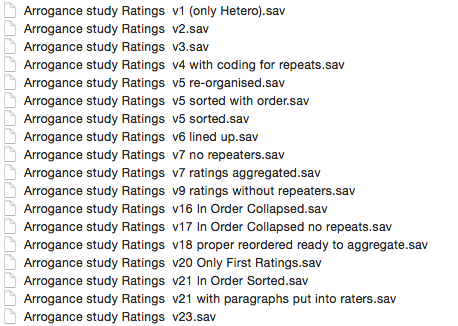 Arrogance study Ratings  v1 (only Hetero).sav
Arrogance study Ratings  v2.sav
Arrogance study Ratings  v3.sav
Arrogance study Ratings  v4 with coding for repeats.sav
Arrogance study Ratings  v5 re-organised.sav
Arrogance study Ratings  v5 sorted with order.sav
Arrogance study Ratings  v5 sorted.sav
Arrogance study Ratings  v6 lined up.sav
Arrogance study Ratings  v7 no repeaters.sav
Arrogance study Ratings  v7 ratings aggregated.sav
Arrogance study Ratings  v9 ratings without repeaters.sav
Arrogance study Ratings  v16 In Order Collapsed.sav
Arrogance study Ratings  v17 In Order Collapsed no repeats.sav
Arrogance study Ratings  v18 proper reordered ready to aggregate.sav
Arrogance study Ratings  v20 Only First Ratings.sav
Arrogance study Ratings  v21 In Order Sorted.sav
Arrogance study Ratings  v21 with paragraphs put into raters.sav
Arrogance study Ratings  v23.sav